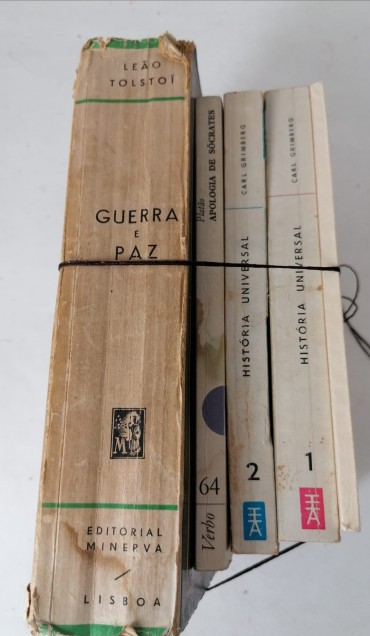 LEÃO
TOLSTOÏ
GUERRA
E
PAZ
M
EDITORIAL
MINERVA
LISBOA
Platão
APOLOGIA DE SÓCRATES
64
Verbo
CARL GRIMBERG
HISTÓRIA UNIVERSAL
2
CARL GRIMBERG
HISTÓRIA UNIVERSAL
1